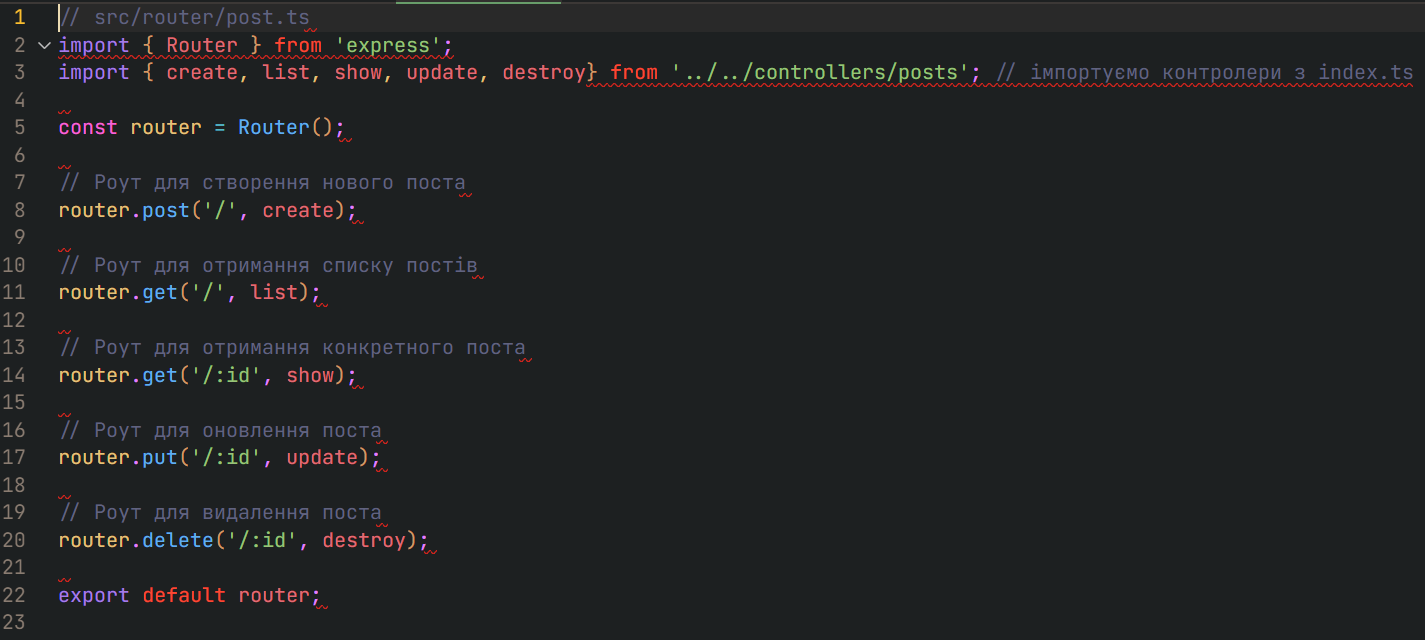 1 // src/router/post.ts
2 import { Router } from 'express';
3 import { create, list, show, update, destroy} from '../../controllers/posts'; // імпортуємо контролери з index.ts
4
5 const router = Router();
6
7 // Роут для створення нового поста
8 router.post('/', create);
9
10 // Роут для отримання списку постів
11 router.get('/', list);
12
13 // Роут для отримання конкретного поста
14 router.get('/:id', show);
15
16 // Роут для оновлення поста
17 router.put('/:id', update);
18
19 // Роут для видалення поста
20 router.delete('/:id', destroy);
21
22 export default router;
23